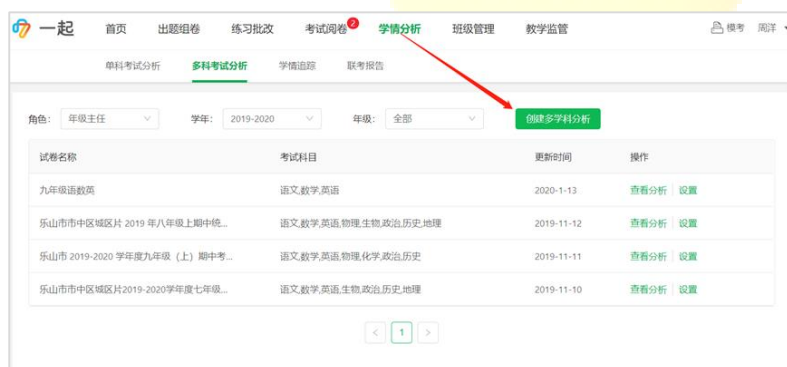 一起 首页 出题组卷 练习批改 考试阅卷 2 学情分析 班级管理 教学监管 模考 周洋
单科考试分析 多科考试分析 学情追踪 联考报告
角色: 年级主任 学年: 2019-2020 年级: 全部 创建多学科分析
试卷名称 考试科目 更新时间 操作
九年级语数英 语文,数学,英语 2020-1-13 查看分析 设置
乐山市市中区城区片 2019 年八年级上期中统... 语文,数学,英语,物理,生物,政治,历史,地理 2019-11-12 查看分析 设置
乐山市 2019-2020 学年度九年级（上）期中考... 语文,数学,英语,物理,化学,政治,历史 2019-11-11 查看分析 设置
乐山市市中区城区片2019-2020学年度七年级... 语文,数学,英语,生物,政治,历史,地理 2019-11-10 查看分析 设置
< 1 >